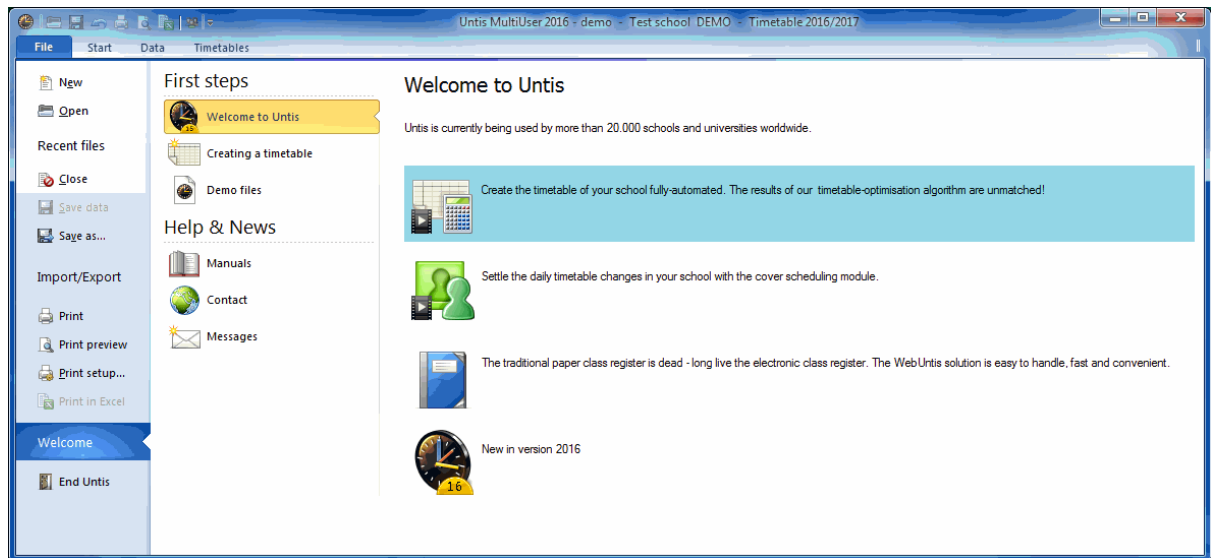 Untis MultiUser 2016 - demo - Test school DEMO - Timetable 2016/2017
File Start Data Timetables
New
Open
Recent files
Close
Save data
Save as...
Import/Export
Print
Print preview
Print setup...
Print in Excel
Welcome
End Untis
First steps
15
Welcome to Untis
Creating a timetable
Demo files
Help & News
Manuals
Contact
Messages
Welcome to Untis
Untis is currently being used by more than 20.000 schools and universities worldwide.
Create the timetable of your school fully-automated. The results of our timetable-optimisation algorithm are unmatched!
Settle the daily timetable changes in your school with the cover scheduling module.
The traditional paper class register is dead - long live the electronic class register. The WebUntis solution is easy to handle, fast and convenient.
New in version 2016
16